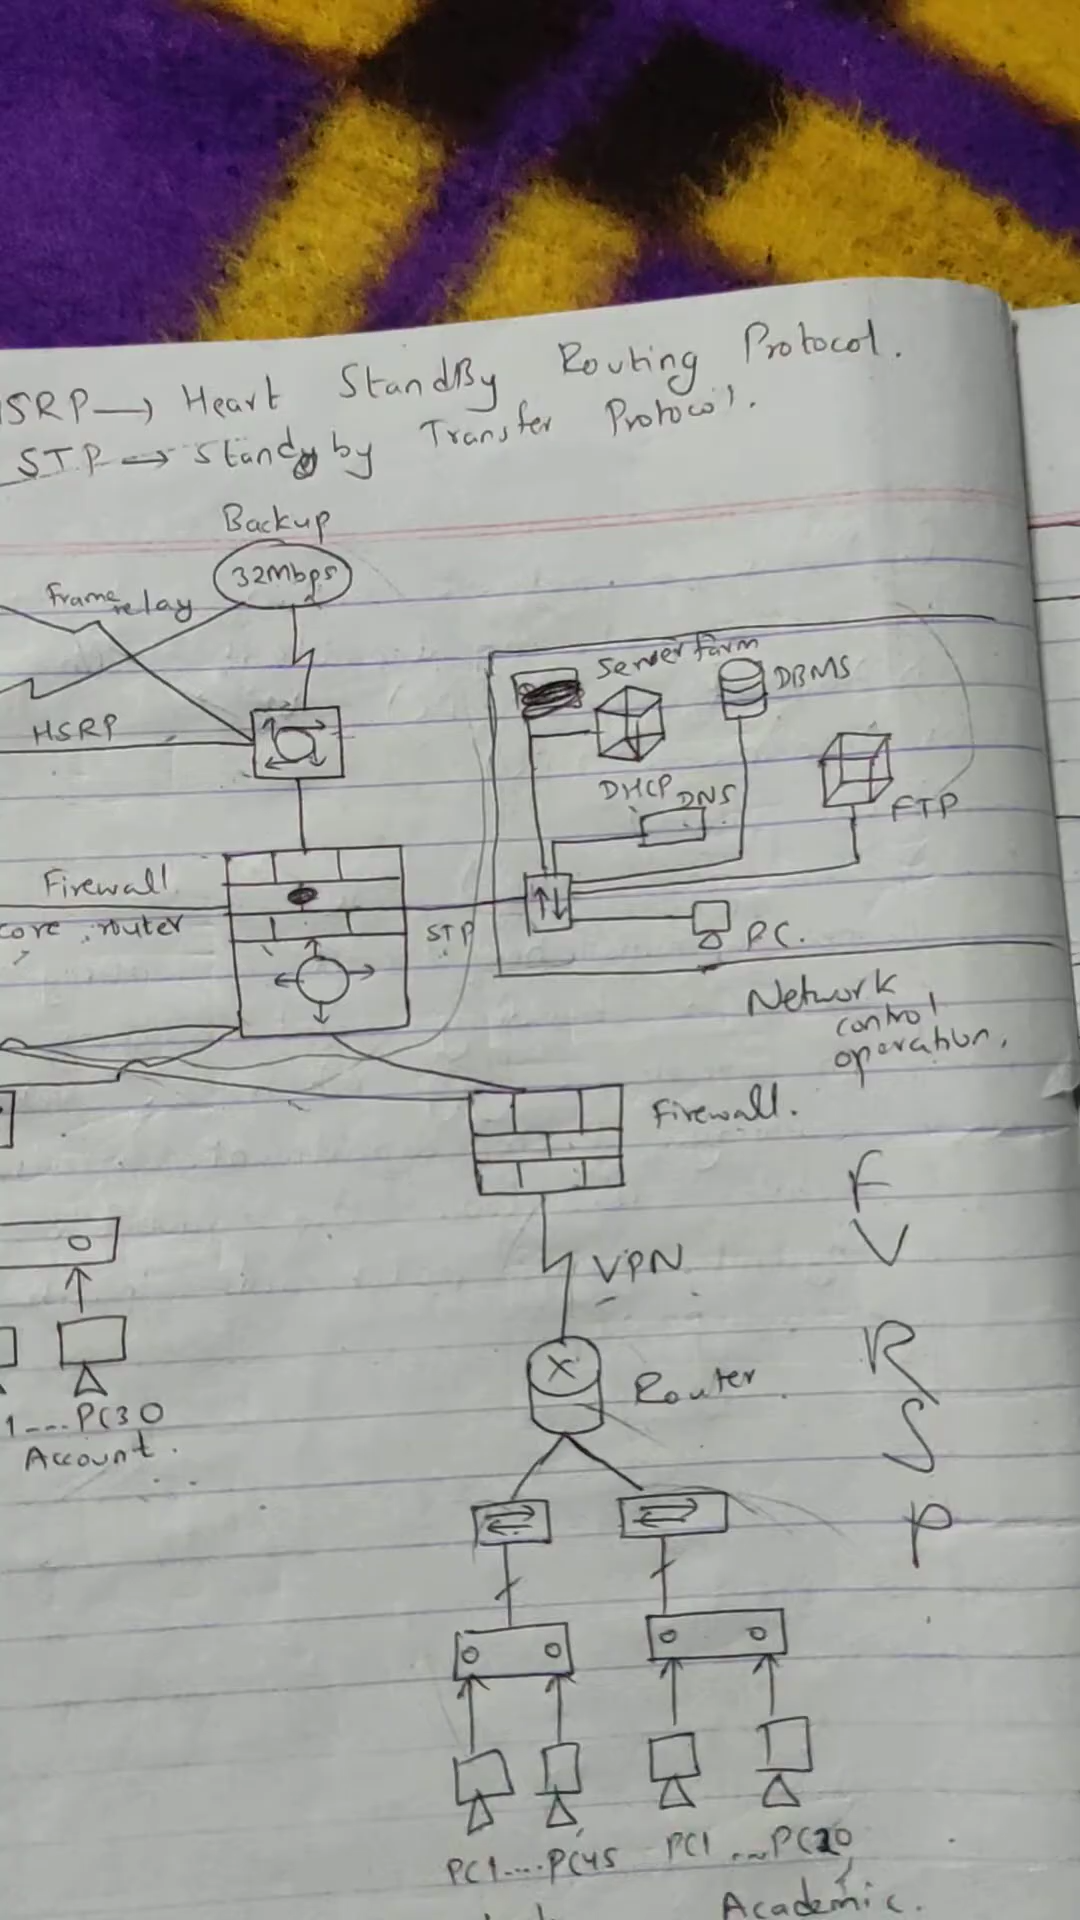 HSRP → Heart StandBy Routing Protocol.
STP → Standby Transfer Protocol.
Backup
32Mbps
Frame relay
HSRP
Server farm
DBMS
DHCP DNS
FTP
Firewall
core router
STP
PC.
Network
control
operation.
Firewall.
F
V
VPN
R
Router.
S
P
1....PC30
Account.
PC1....PC45 PC1 ....PC20
Academic.